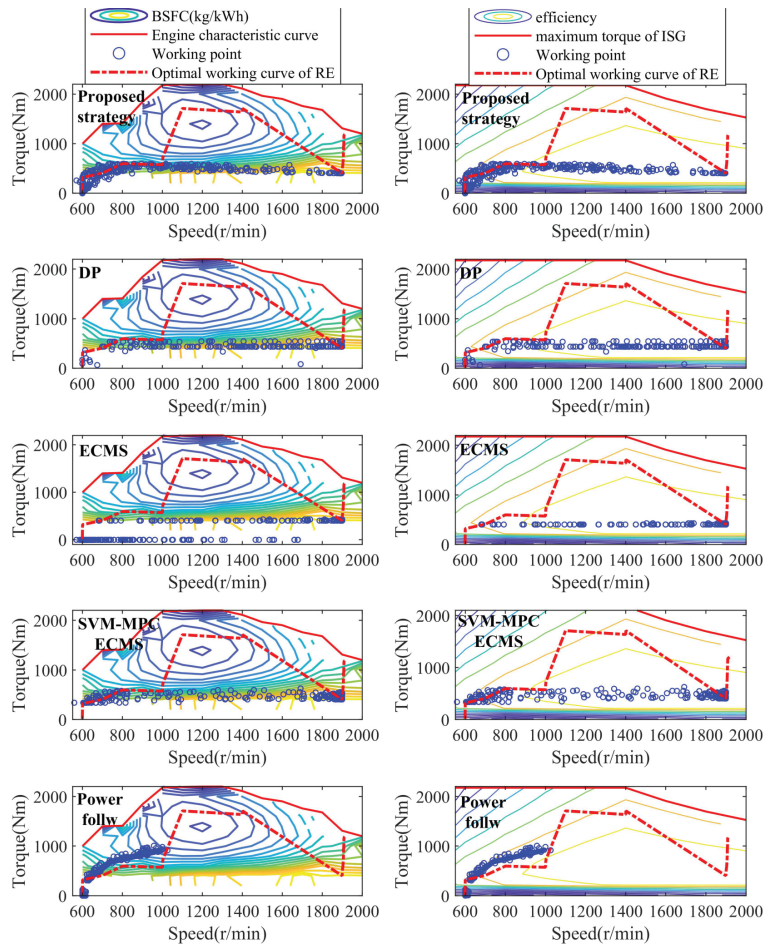 BSFC(kg/kWh)
Engine characteristic curve
Working point
Optimal working curve of RE
efficiency
maximum torque of ISG
Working point
Optimal working curve of RE
Proposed
strategy
Torque(Nm)
2000
1000
0
600 800 1000 1200 1400 1600 1800 2000
Speed(r/min)
Proposed
strategy
Torque(Nm)
2000
1000
0
600 800 1000 1200 1400 1600 1800 2000
Speed(r/min)
DP
Torque(Nm)
2000
1000
0
600 800 1000 1200 1400 1600 1800 2000
Speed(r/min)
DP
Torque(Nm)
2000
1000
0
600 800 1000 1200 1400 1600 1800 2000
Speed(r/min)
ECMS
Torque(Nm)
2000
1000
0
600 800 1000 1200 1400 1600 1800 2000
Speed(r/min)
ECMS
Torque(Nm)
2000
1000
0
600 800 1000 1200 1400 1600 1800 2000
Speed(r/min)
SVM-MPC
ECMS
Torque(Nm)
2000
1000
0
600 800 1000 1200 1400 1600 1800 2000
Speed(r/min)
SVM-MPC
ECMS
Torque(Nm)
2000
1000
0
600 800 1000 1200 1400 1600 1800 2000
Speed(r/min)
Power
follw
Torque(Nm)
2000
1000
0
600 800 1000 1200 1400 1600 1800 2000
Speed(r/min)
Power
follw
Torque(Nm)
2000
1000
0
600 800 1000 1200 1400 1600 1800 2000
Speed(r/min)